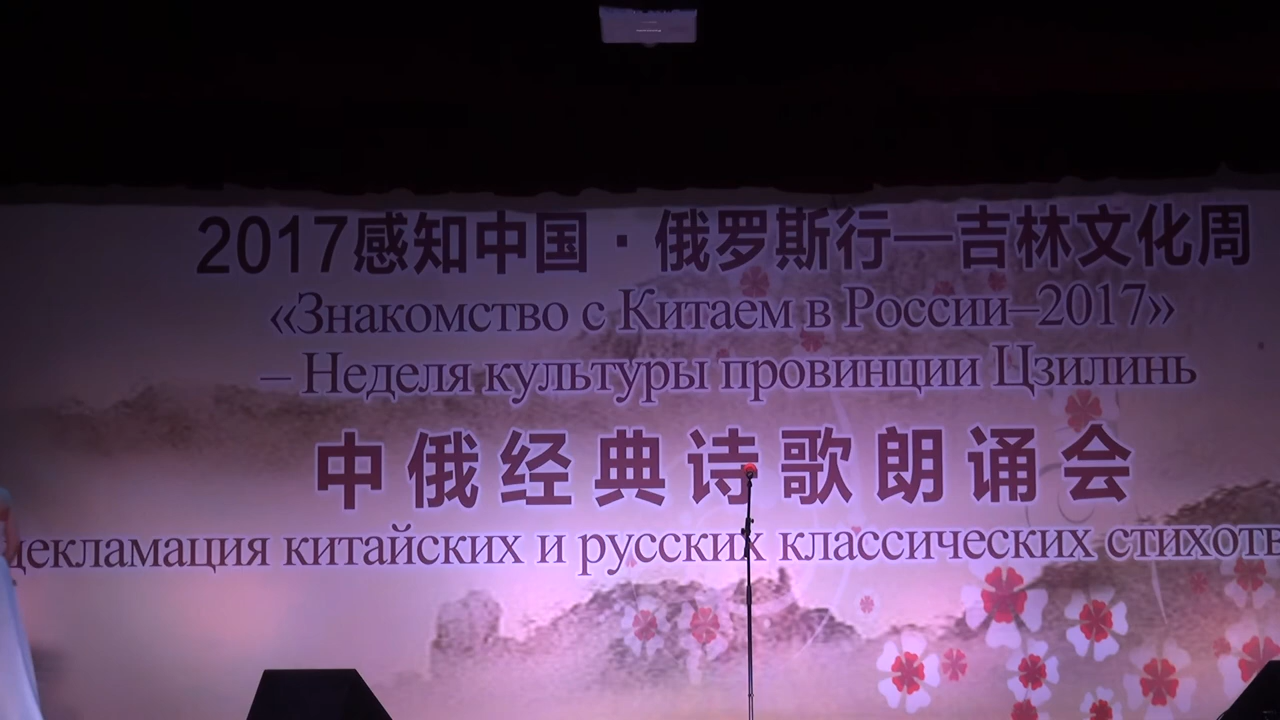 2017感知中国·俄罗斯行—吉林文化周
«Знакомство с Китаем в России–2017»
– Неделя культуры провинции Цзилинь
中俄经典诗歌朗诵会
декламация китайских и русских классических